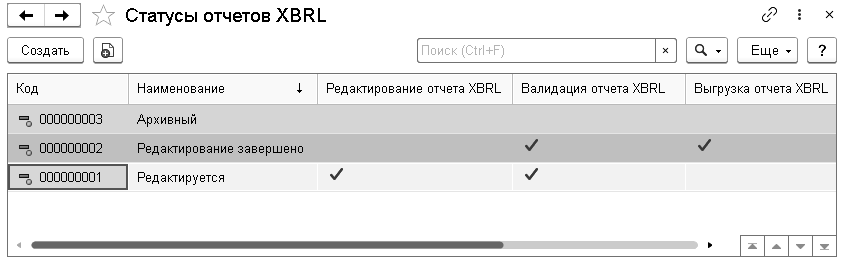 Статусы отчетов XBRL
Создать Поиск (Ctrl+F) × Еще ?
Код Наименование ↓ Редактирование отчета XBRL Валидация отчета XBRL Выгрузка отчета XBRL
000000003 Архивный
000000002 Редактирование завершено
000000001 Редактируется